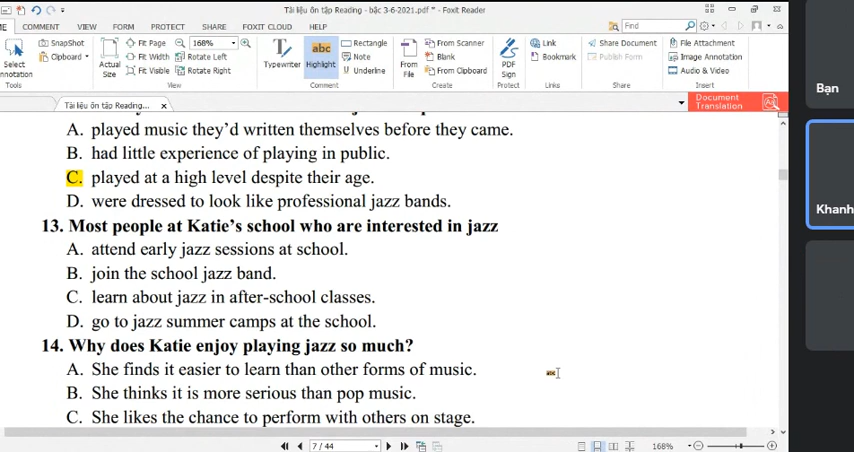 Tài liệu ôn tập Reading - bậc 3-6-2021.pdf * - Foxit Reader
COMMENT VIEW FORM PROTECT SHARE FOXIT CLOUD HELP
Find
SnapShot
Clipboard
Select
Tools
Actual
Size
Fit Page
Fit Width
Fit Visible
168%
Rotate Left
Rotate Right
Typewriter
abc
Highlight
Rectangle
Note
Underline
Comment
From
File
From Scanner
Blank
From Clipboard
Create
PDF
Sign
Protect
Link
Bookmark
Links
Share Document
Publish Form
Share
File Attachment
Image Annotation
Audio & Video
Insert
Tài liệu ôn tập Reading...
Document
Translation
A. played music they'd written themselves before they came.
B. had little experience of playing in public.
C. played at a high level despite their age.
D. were dressed to look like professional jazz bands.
13. Most people at Katie's school who are interested in jazz
A. attend early jazz sessions at school.
B. join the school jazz band.
C. learn about jazz in after-school classes.
D. go to jazz summer camps at the school.
14. Why does Katie enjoy playing jazz so much?
A. She finds it easier to learn than other forms of music.
B. She thinks it is more serious than pop music.
C. She likes the chance to perform with others on stage.
7 / 44
168%
Bạn
Khanh